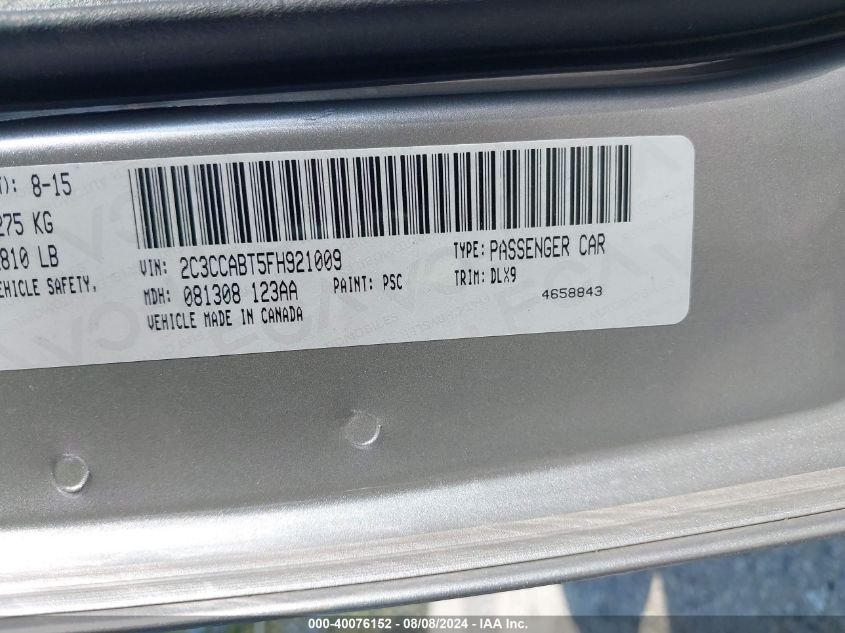 T): 8-15
275 KG
810 LB
EHICLE SAFETY,
VIN: 2C3CCABT5FH921009
TYPE: PASSENGER CAR
MDH: 081308 123AA
PAINT: PSC
TRIM: DLX9
VEHICLE MADE IN CANADA
4658843
000-40076152 - 08/08/2024 - IAA Inc.